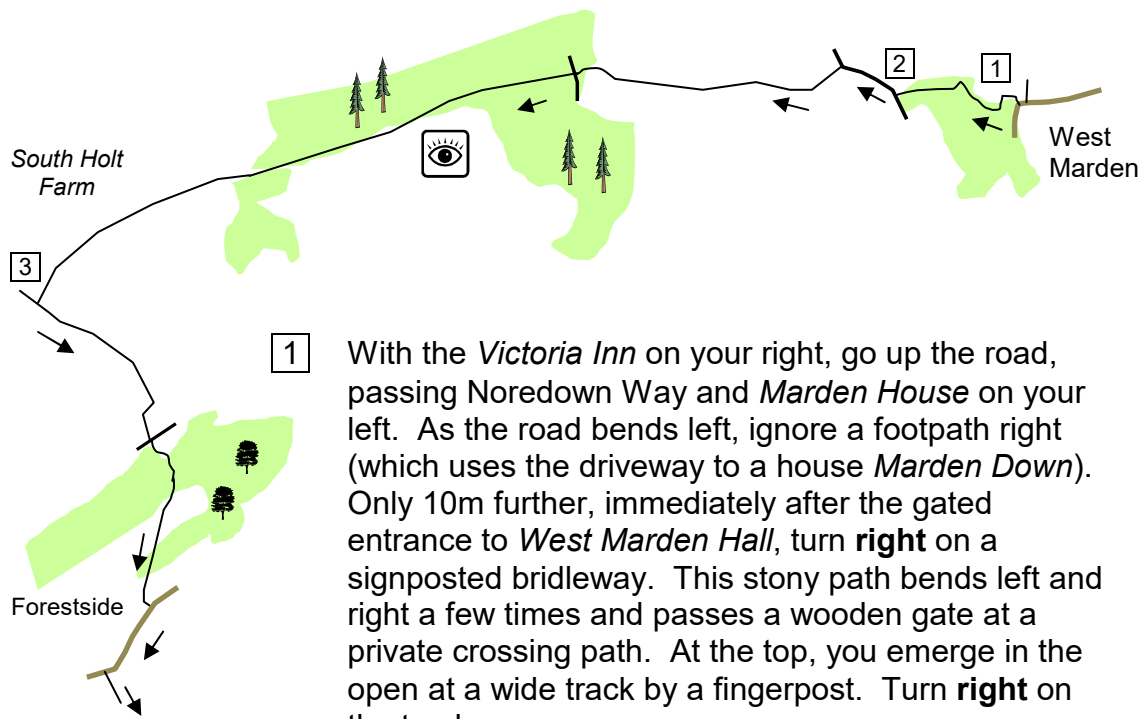 2
1
West
Marden
South Holt
Farm
3
1
With the Victoria Inn on your right, go up the road,
passing Noredown Way and Marden House on your
left. As the road bends left, ignore a footpath right
(which uses the driveway to a house Marden Down).
Only 10m further, immediately after the gated
entrance to West Marden Hall, turn right on a
signposted bridleway. This stony path bends left and
right a few times and passes a wooden gate at a
private crossing path. At the top, you emerge in the
open at a wide track by a fingerpost. Turn right on
Forestside